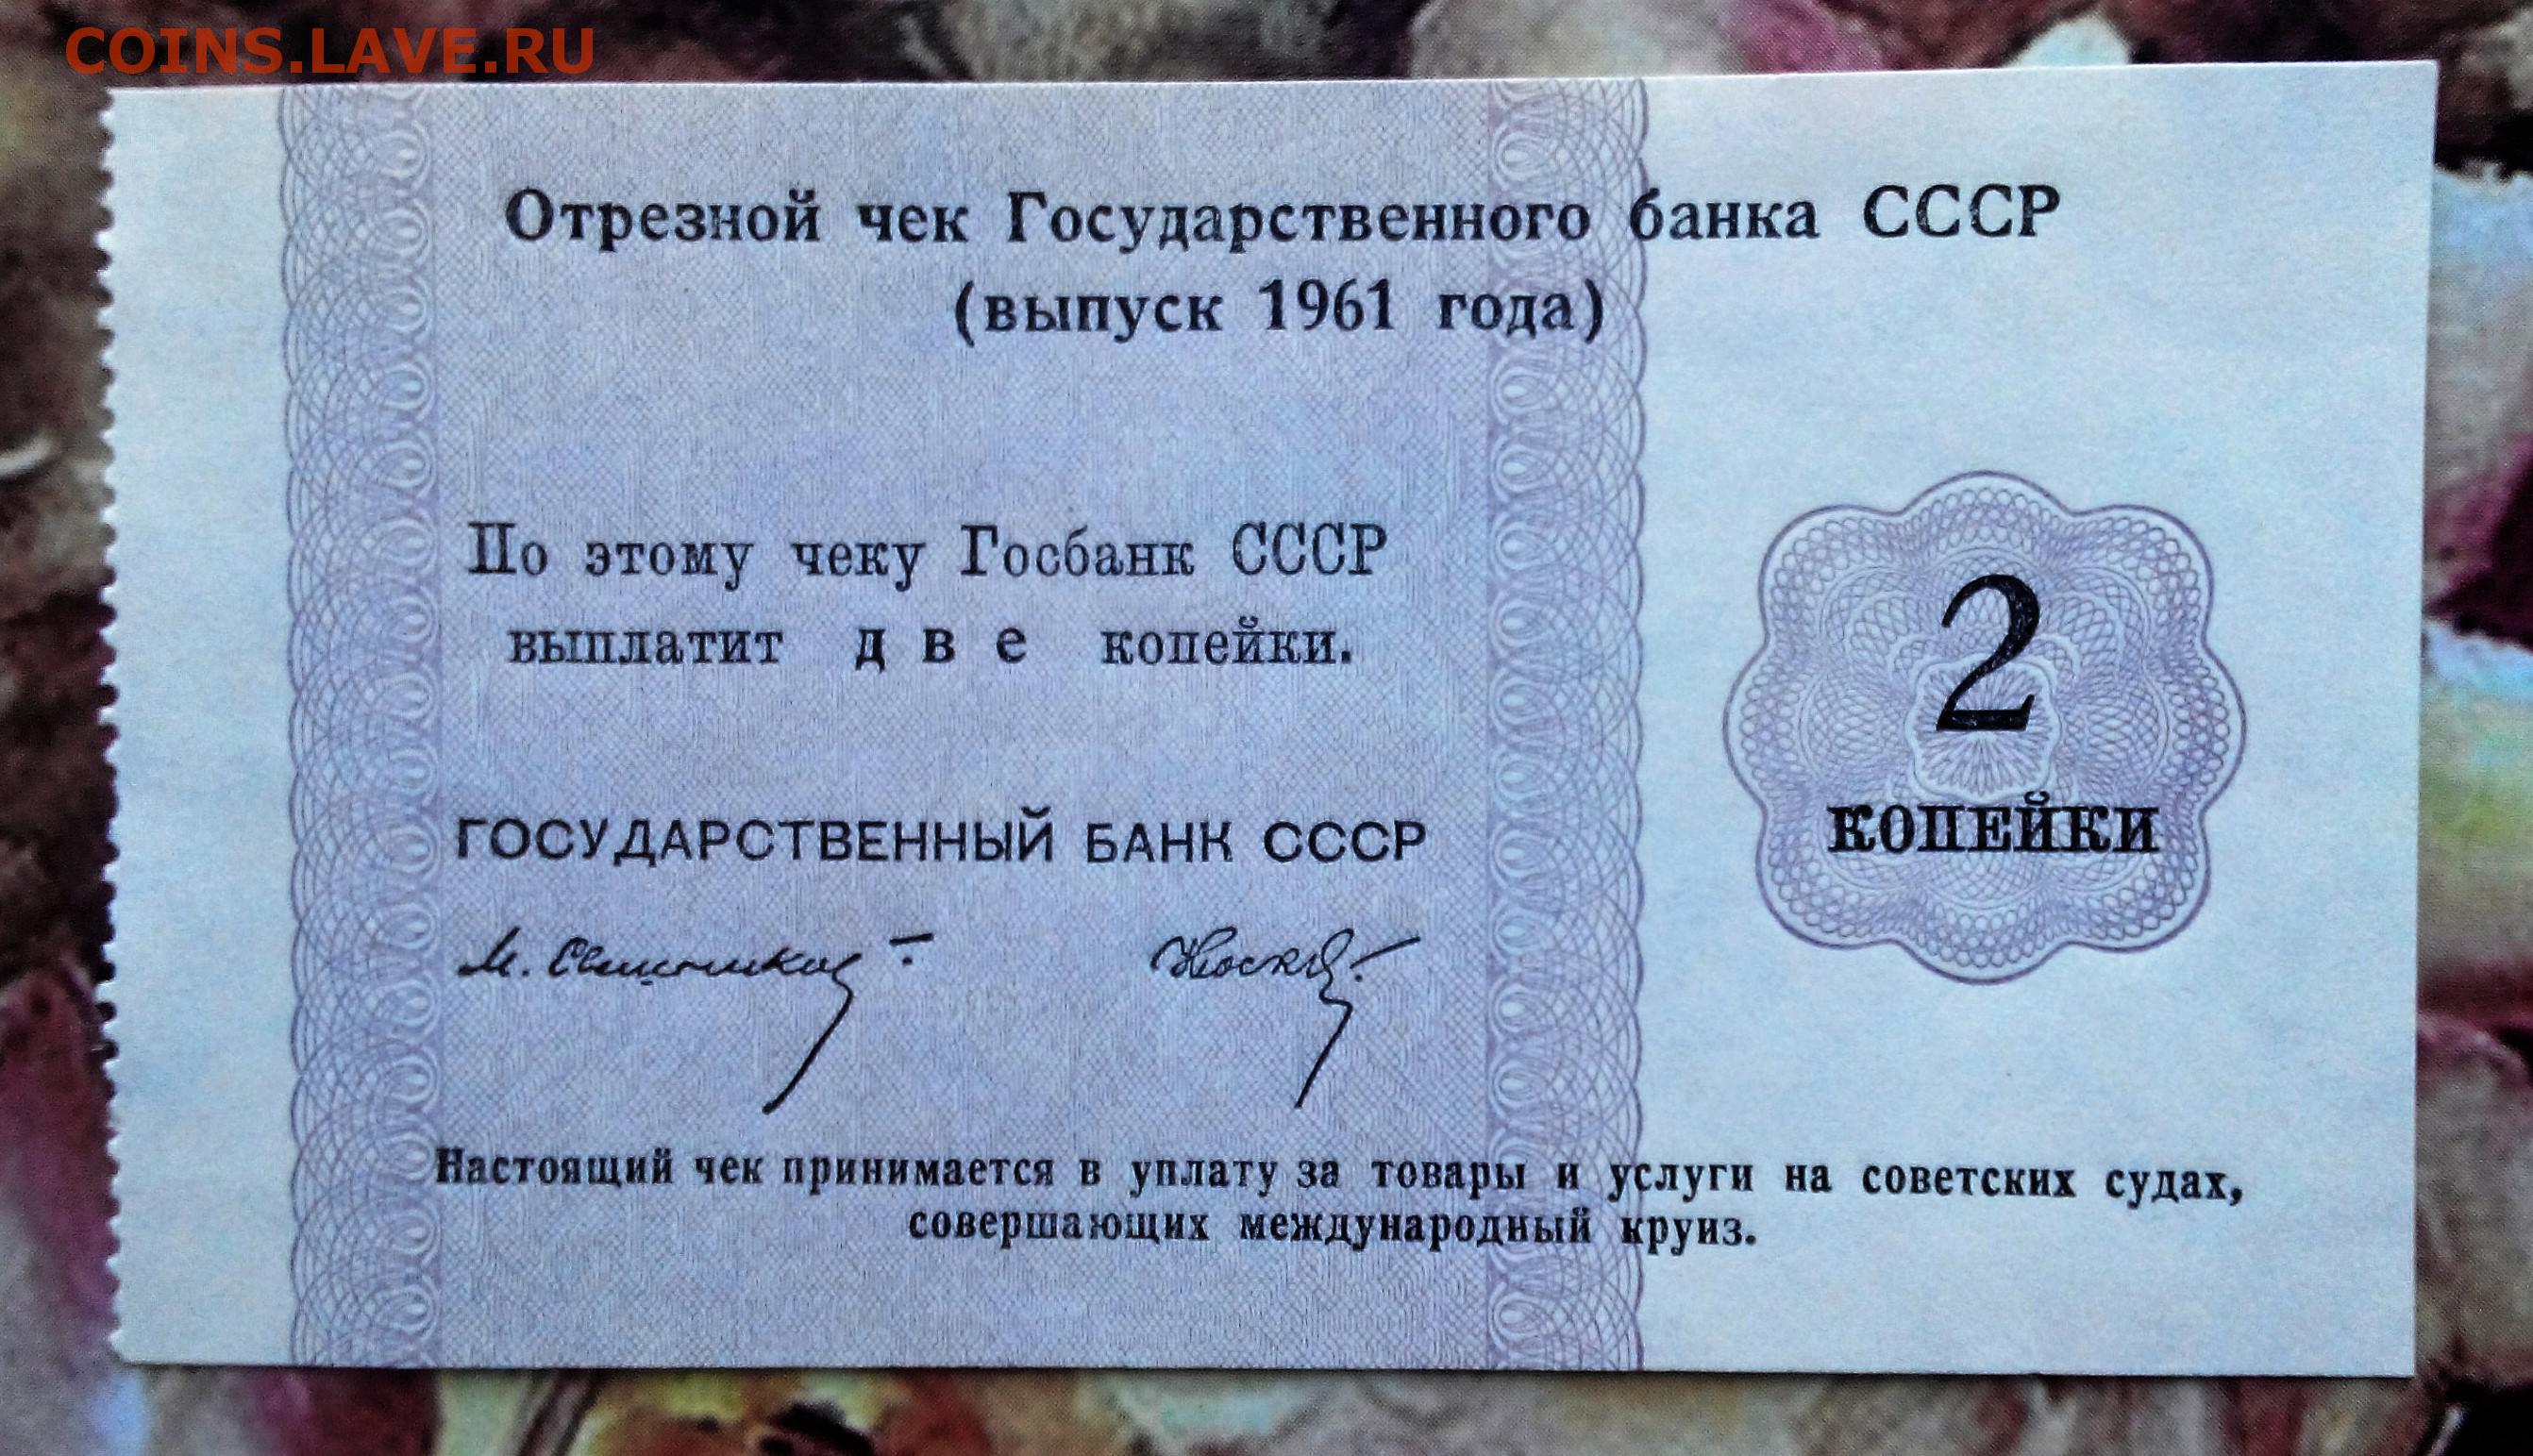 COINS.LAVE.RU
Отрезной чек Государственного банка СССР
(выпуск 1961 года)
По этому чеку Госбанк СССР
выплатит две копейки.
2
КОПЕЙКИ
ГОСУДАРСТВЕННЫЙ БАНК СССР
Настоящий чек принимается в уплату за товары и услуги на советских судах,
совершающих международный круиз.